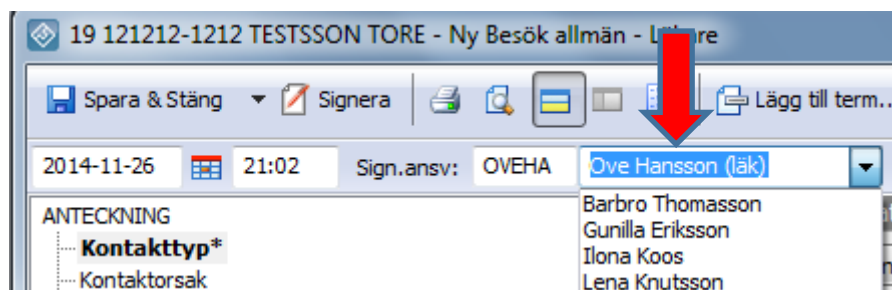 19 121212-1212 TESTSSON TORE - Ny Besök allmän - Läkare
Spara & Stäng Signera Lägg till term..
2014-11-26 21:02 Sign.ansv: OVEHA Ove Hansson (läk)
ANTECKNING
Kontakttyp*
Kontaktorsak
Barbro Thomasson
Gunilla Eriksson
Ilona Koos
Lena Knutsson